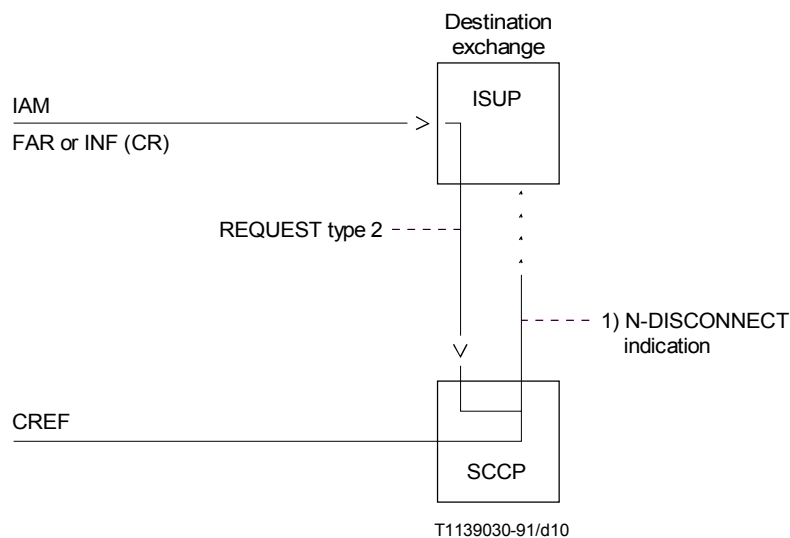 Destination
exchange
ISUP
IAM
FAR or INF (CR)
REQUEST type 2
1) N-DISCONNECT
indication
CREF
SCCP
T1139030-91/d10